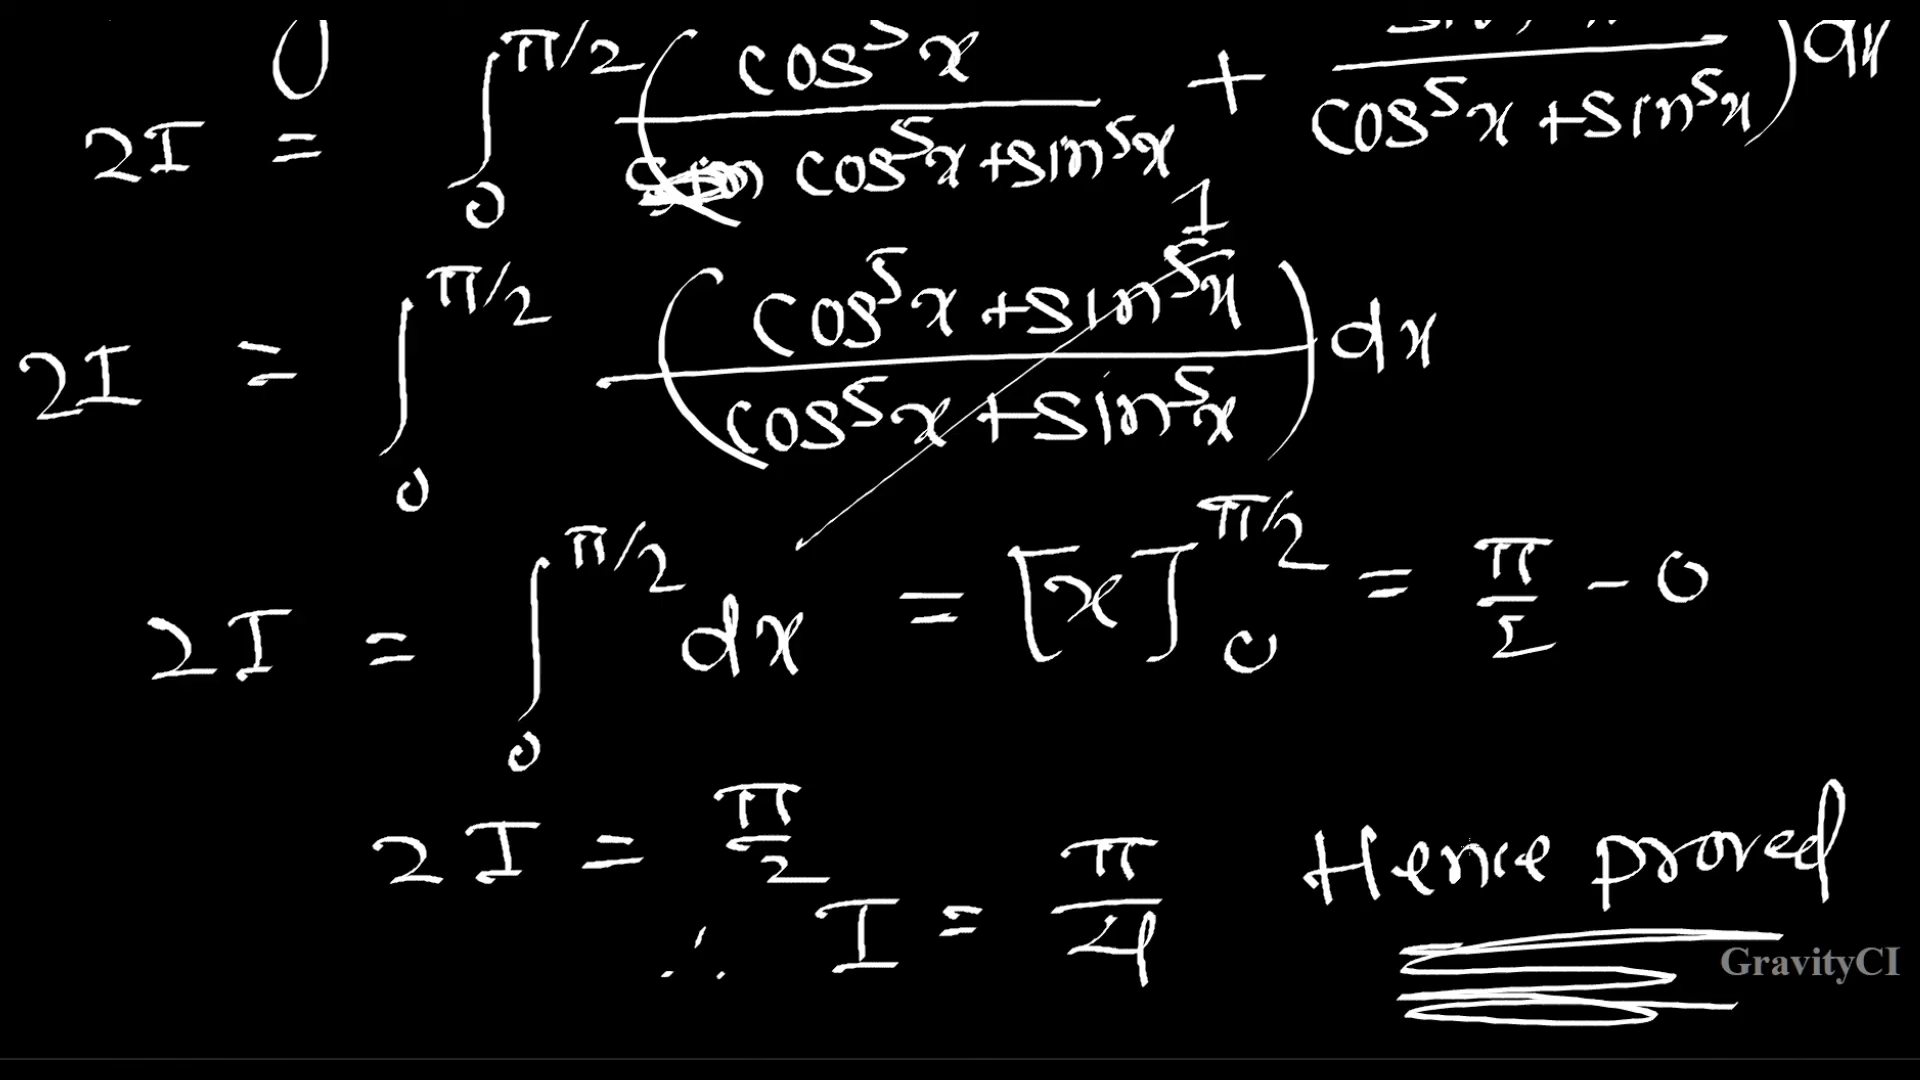 2I = ∫₀^π/2 (cos⁵x / cos⁵x + sin⁵x + / cos⁵x + sin⁵x) dx
1
2I = ∫₀^π/2 (cos⁵x + sin⁵x / cos⁵x + sin⁵x) dx
2I = ∫₀^π/2 dx = [x]₀^π/2 = π/2 - 0
2I = π/2
∴ I = π/4 Hence proved
GravityCI